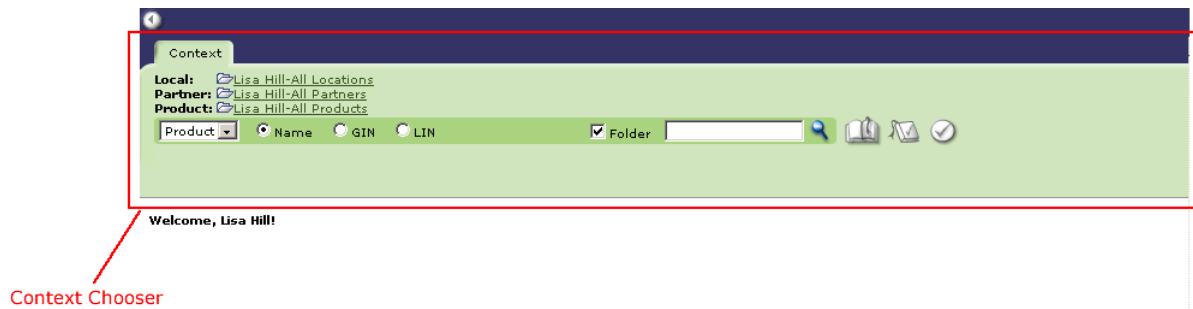 Context
Local: Lisa Hill-All Locations
Partner: Lisa Hill-All Partners
Product: Lisa Hill-All Products
Product Name GIN LIN Folder
Welcome, Lisa Hill!
Context Chooser